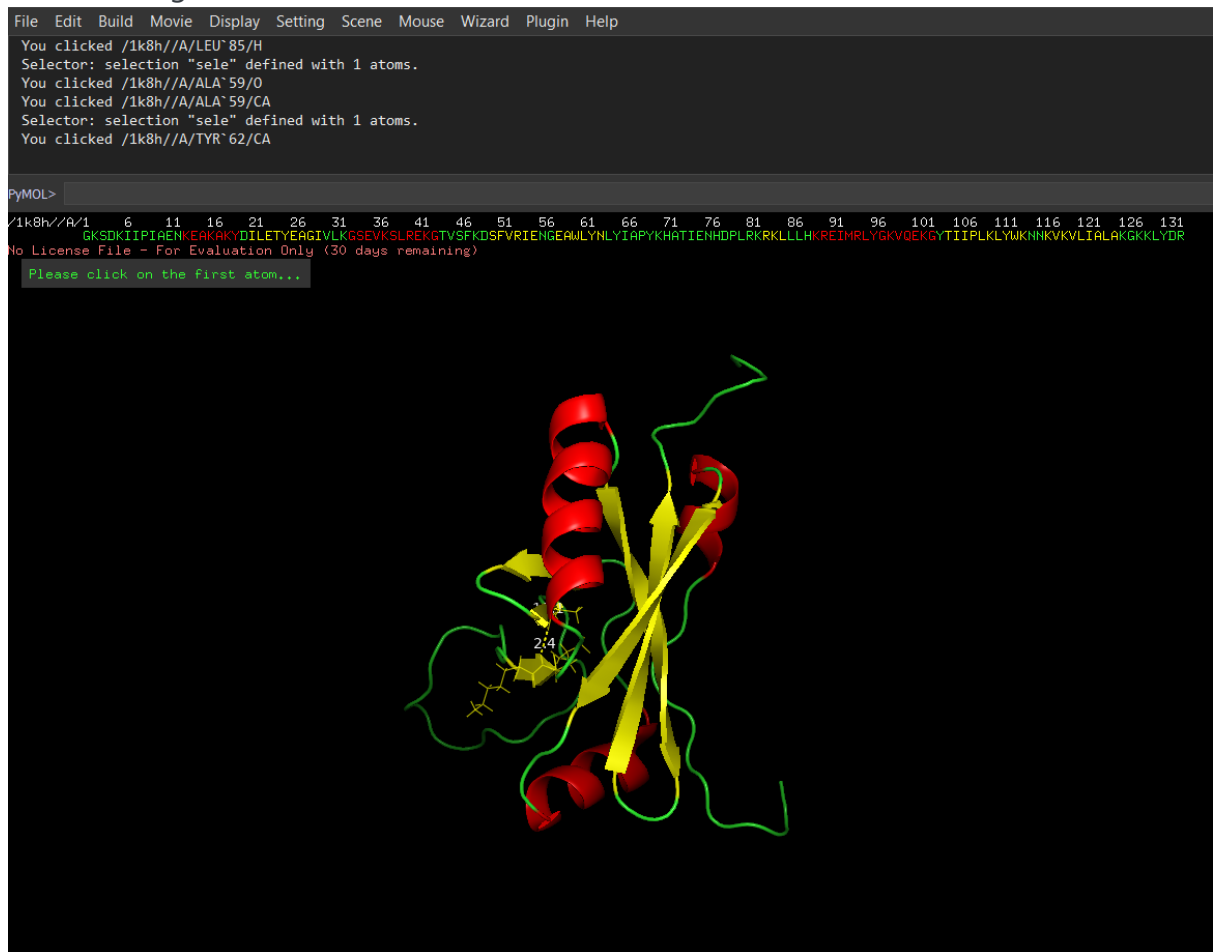 File Edit Build Movie Display Setting Scene Mouse Wizard Plugin Help
You clicked /1k8h//A/LEU`85/H
Selector: selection "sele" defined with 1 atoms.
You clicked /1k8h//A/ALA`59/O
You clicked /1k8h//A/ALA`59/CA
Selector: selection "sele" defined with 1 atoms.
You clicked /1k8h//A/TYR`62/CA
PyMOL>
/1k8h//A/1 6 11 16 21 26 31 36 41 46 51 56 61 66 71 76 81 86 91 96 101 106 111 116 121 126 131
GKSDKIIPIAENKEAKAKYDILETYEAGIVLKGSEVKSLREKGTVSFKDSFVRIENGEAWLYNLYIAPYKHATIENHDPLRKRKLLLHKREIMRLYGKVQEKGYTIIPLKLYWKNNKVKVLIALAKGKKLYDR
No License File - For Evaluation Only (30 days remaining)
Please click on the first atom...
2.4